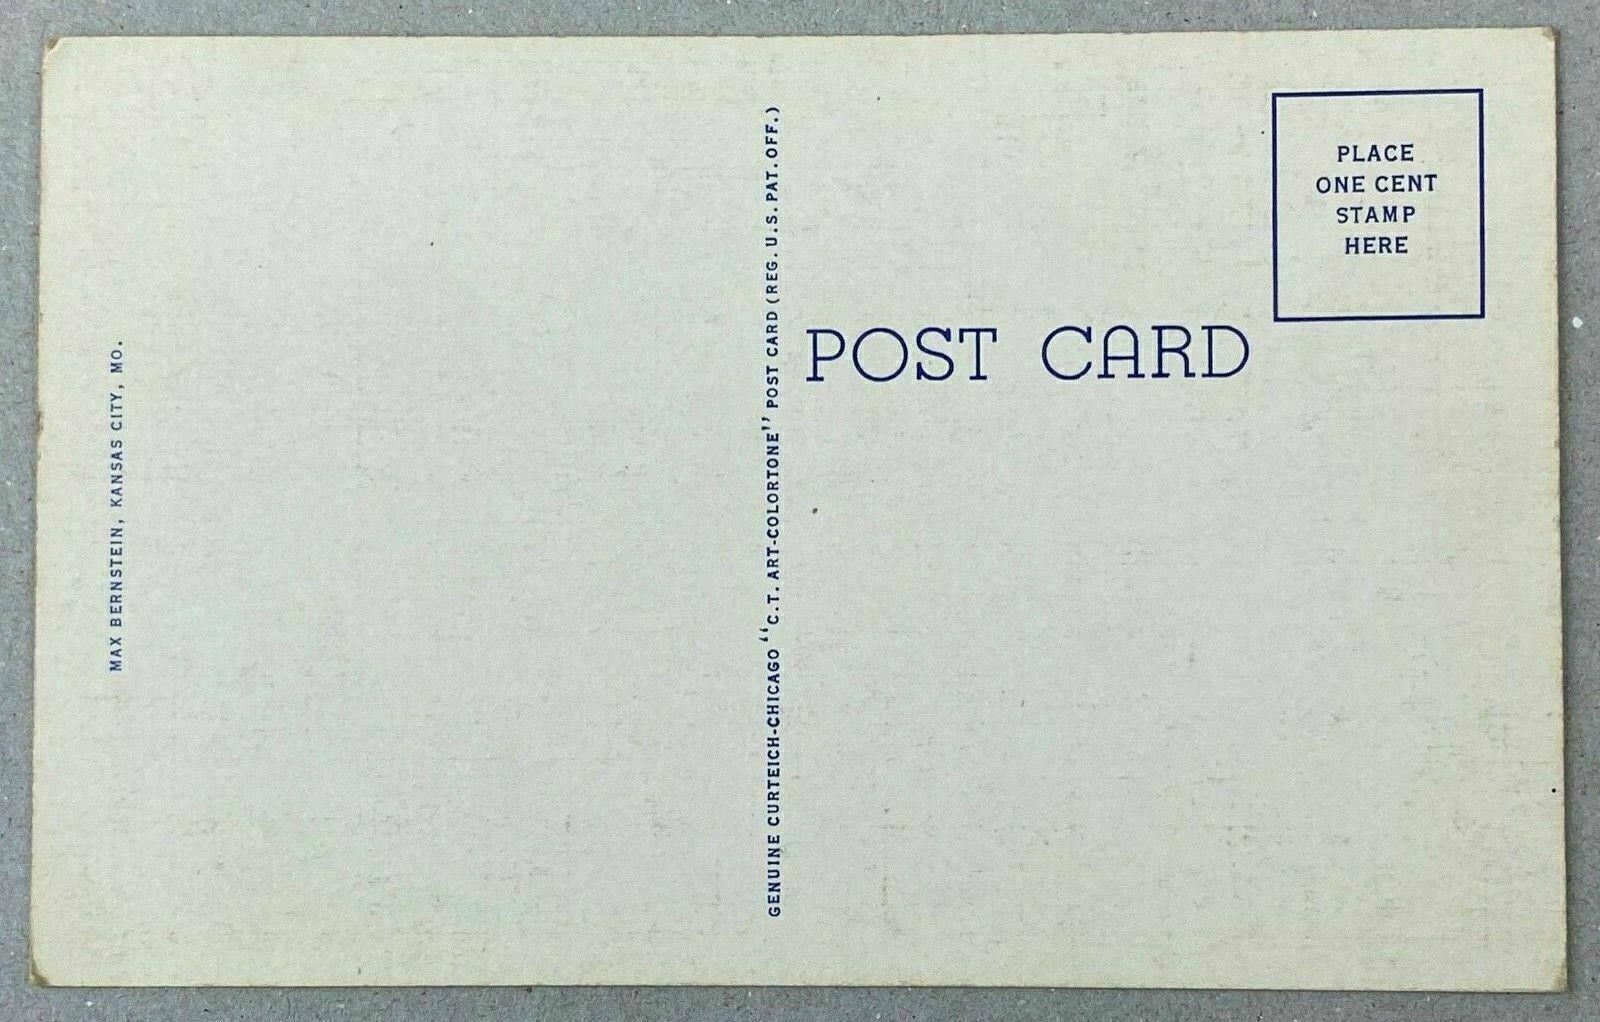 MAX BERNSTEIN, KANSAS CITY, MO.
GENUINE CURTEICH-CHICAGO "C.T. ART-COLORTONE" POST CARD (REG. U.S. PAT. OFF.)
POST CARD
PLACE
ONE CENT
STAMP
HERE